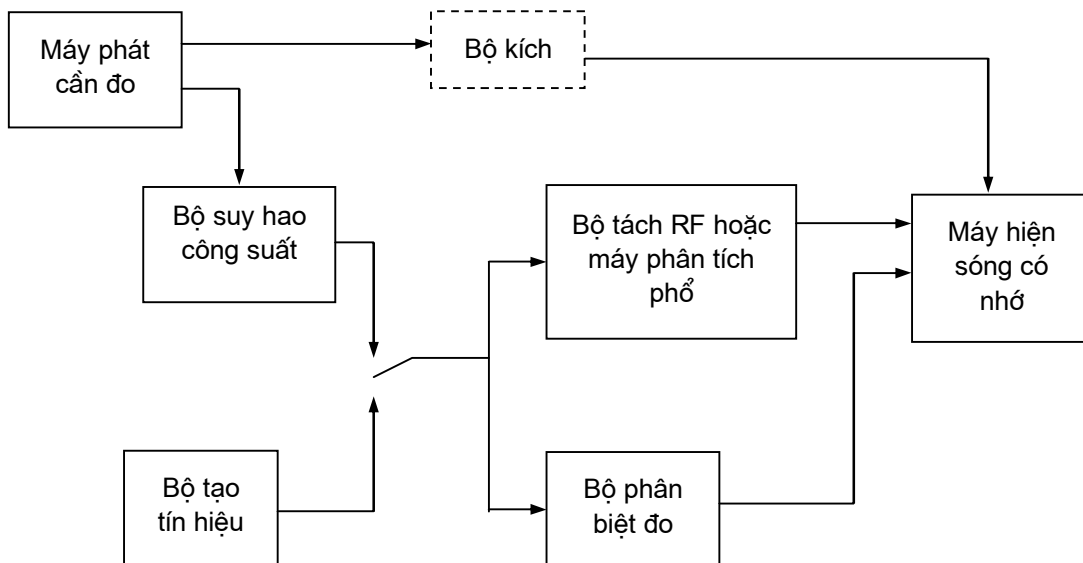 Máy phát
cần đo
Bộ kích
Bộ suy hao
công suất
Bộ tách RF hoặc
máy phân tích
phổ
Máy hiện
sóng có
nhớ
Bộ tạo
tín hiệu
Bộ phân
biệt đo